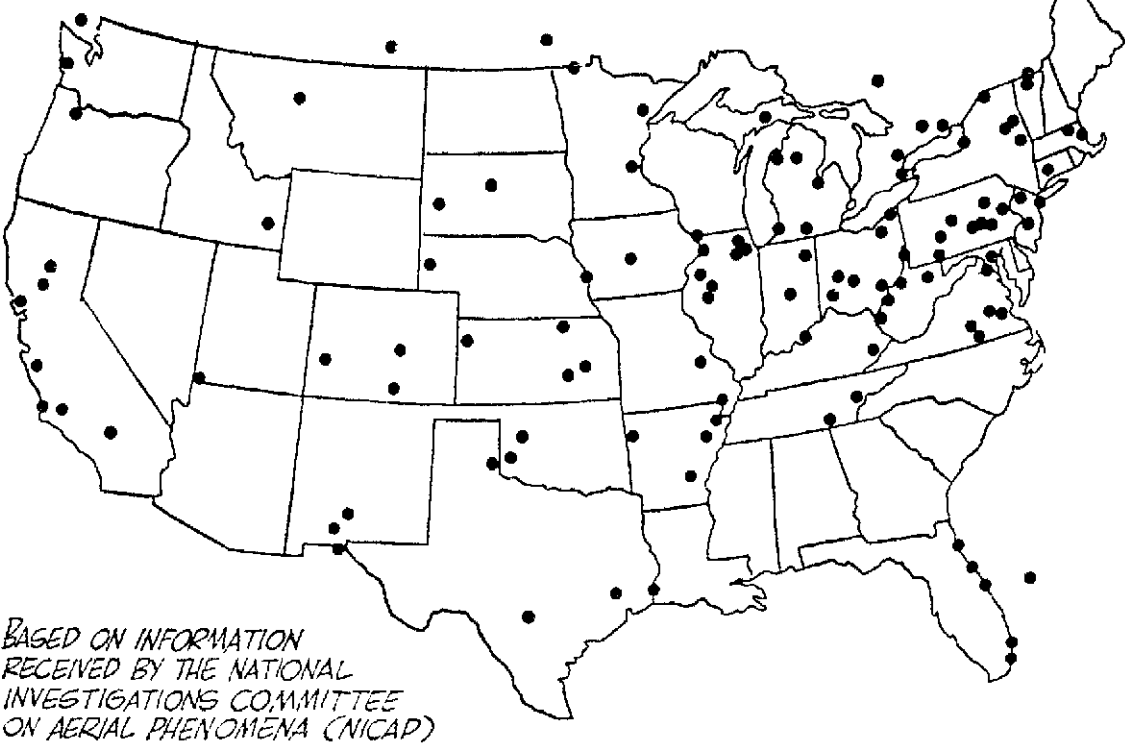 BASED ON INFORMATION
RECEIVED BY THE NATIONAL
INVESTIGATIONS COMMITTEE
ON AERIAL PHENOMENA (NICAP)